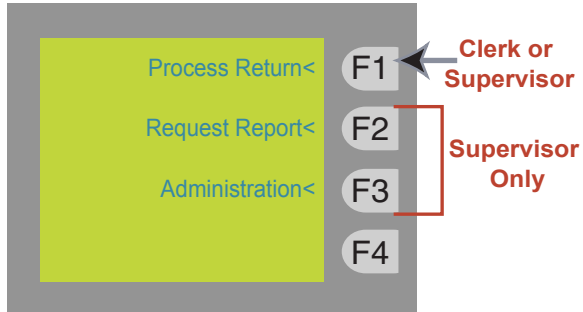 Process Return< F1 Clerk or
Supervisor
Request Report< F2
Supervisor
Only
Administration< F3
F4